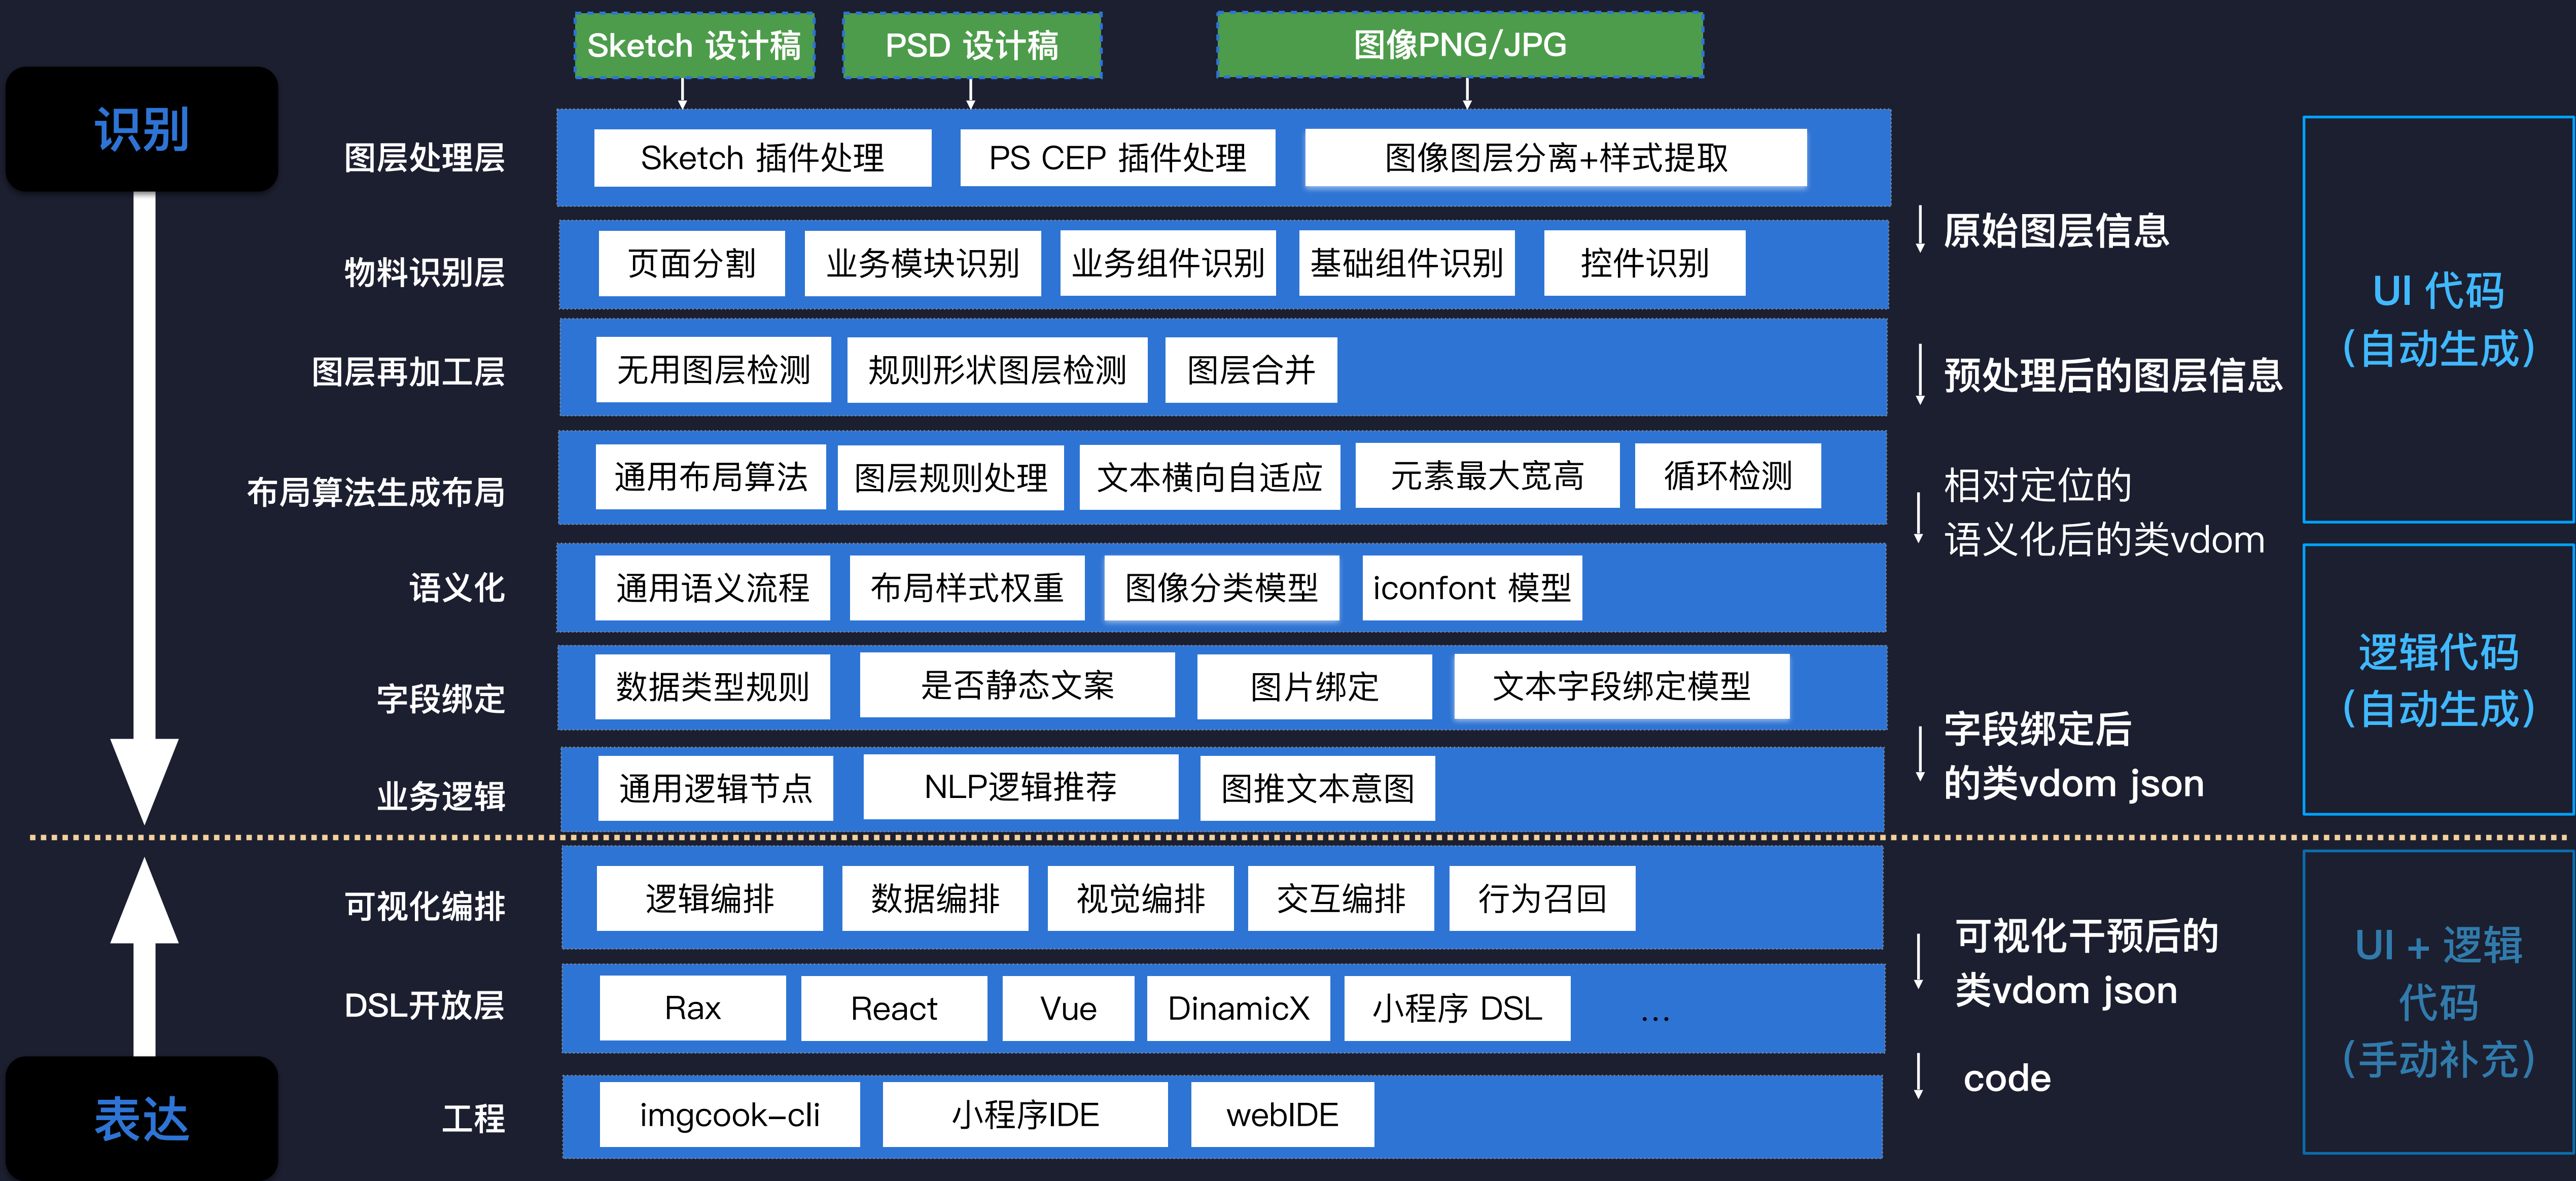 Sketch 设计稿
PSD 设计稿
图像PNG/JPG
识别
图层处理层
Sketch 插件处理
PS CEP 插件处理
图像图层分离+样式提取
原始图层信息
物料识别层
页面分割
业务模块识别
业务组件识别
基础组件识别
控件识别
UI 代码
(自动生成)
图层再加工层
无用图层检测
规则形状图层检测
图层合并
预处理后的图层信息
布局算法生成布局
通用布局算法
图层规则处理
文本横向自适应
元素最大宽高
循环检测
相对定位的
语义化后的类vdom
语义化
通用语义流程
布局样式权重
图像分类模型
iconfont 模型
逻辑代码
(自动生成)
字段绑定
数据类型规则
是否静态文案
图片绑定
文本字段绑定模型
字段绑定后
的类vdom json
业务逻辑
通用逻辑节点
NLP逻辑推荐
图推文本意图
可视化编排
逻辑编排
数据编排
视觉编排
交互编排
行为召回
可视化干预后的
类vdom json
UI + 逻辑
代码
(手动补充)
DSL开放层
Rax
React
Vue
DinamicX
小程序 DSL
...
code
表达
工程
imgcook-cli
小程序IDE
webIDE